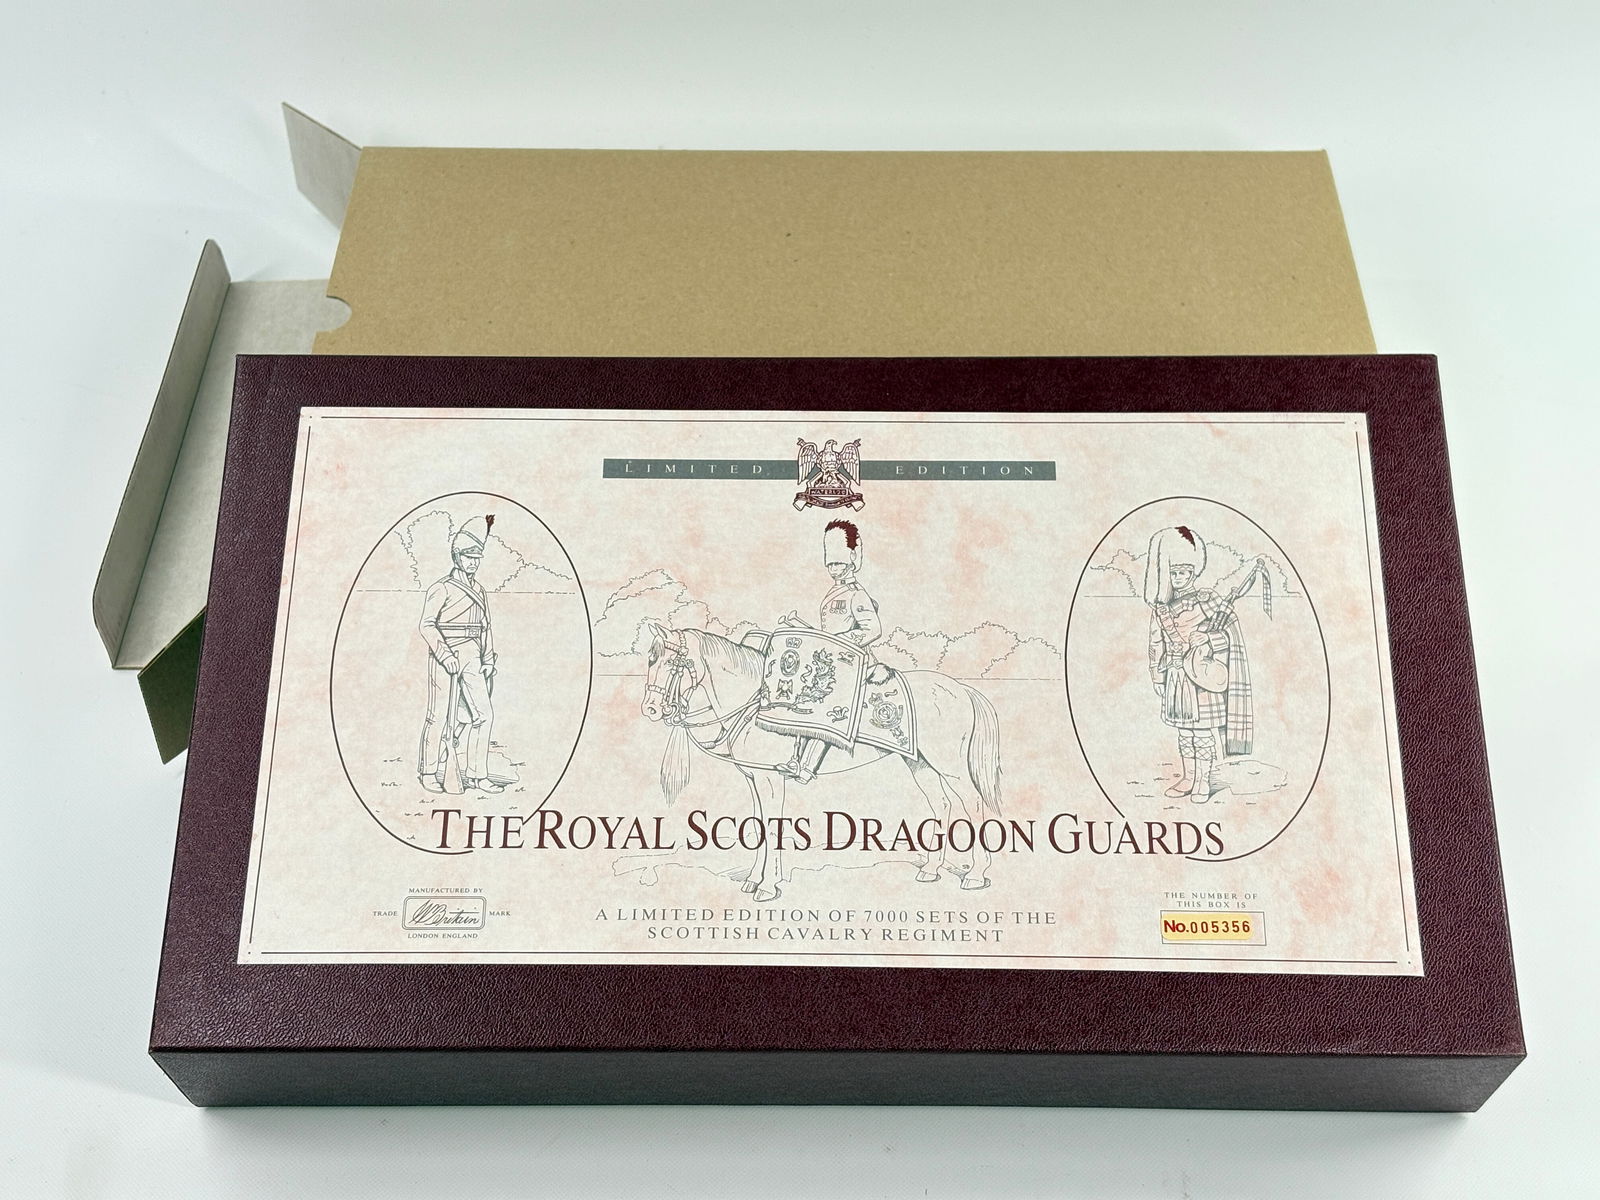 LIMITED EDITION
WATERLOO
THE ROYAL SCOTS DRAGOON GUARDS
MANUFACTURED BY
TRADE W Britain MARK
LONDON ENGLAND
A LIMITED EDITION OF 7000 SETS OF THE
SCOTTISH CAVALRY REGIMENT
THE NUMBER OF
THIS BOX IS
No.005356